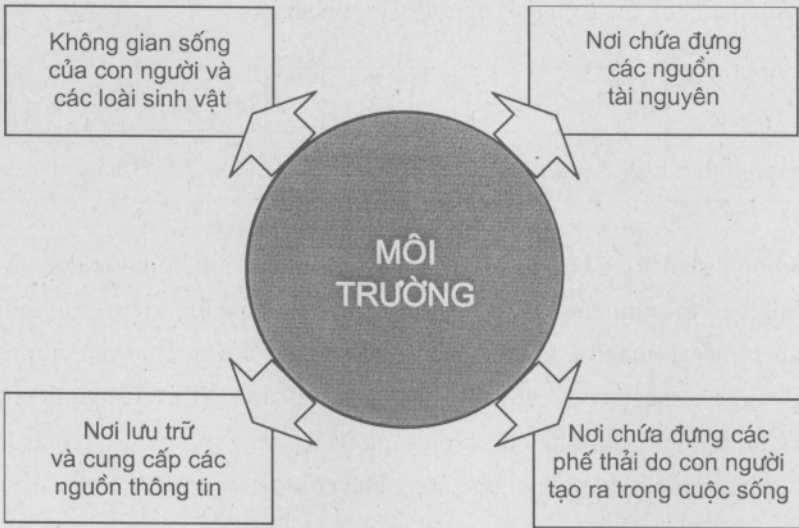 Không gian sống
của con người và
các loài sinh vật
Nơi chứa đựng
các nguồn
tài nguyên
MÔI
TRƯỜNG
Nơi lưu trữ
và cung cấp các
nguồn thông tin
Nơi chứa đựng các
phế thải do con người
tạo ra trong cuộc sống